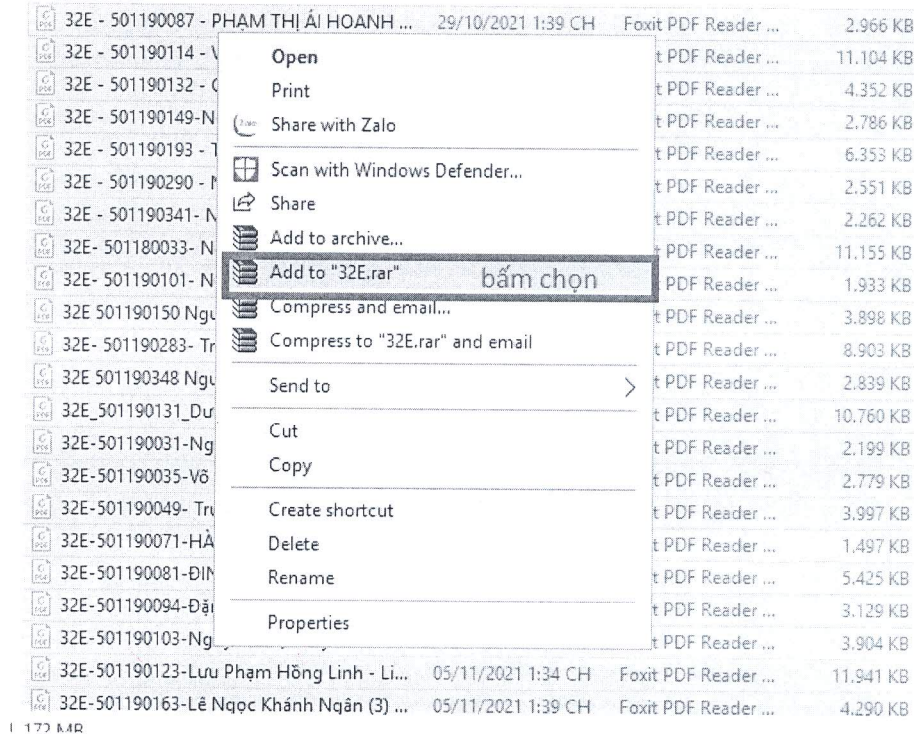 32E - 501190087 - PHẠM THỊ ÁI HOANH ... 29/10/2021 1:39 CH Foxit PDF Reader ... 2.966 KB
32E - 501190114 - V t PDF Reader ... 11.104 KB
Open
32E - 501190132 - t PDF Reader ... 4.352 KB
Print
32E - 501190149-N t PDF Reader ... 2.786 KB
Share with Zalo
32E - 501190193 - T t PDF Reader ... 6.353 KB
Scan with Windows Defender...
32E - 501190290 - t PDF Reader ... 2.551 KB
Share
32E - 501190341- N t PDF Reader ... 2.262 KB
Add to archive...
32E- 501180033- N t PDF Reader ... 11.155 KB
Add to "32E.rar" bấm chọn
32E- 501190101- N PDF Reader ... 1.933 KB
Compress and email...
32E 501190150 Ngu t PDF Reader ... 3.898 KB
Compress to "32E.rar" and email
32E- 501190283- Tr t PDF Reader ... 8.903 KB
32E 501190348 Ngu t PDF Reader ... 2.839 KB
Send to
32E_501190131_Dư t PDF Reader ... 10.760 KB
Cut
32E-501190031-Ng t PDF Reader ... 2.199 KB
Copy
32E-501190035-Võ t PDF Reader ... 2.779 KB
32E-501190049- Trư t PDF Reader ... 3.997 KB
Create shortcut
32E-501190071-HÀ t PDF Reader ... 1.497 KB
Delete
32E-501190081-ĐIN t PDF Reader ... 5.425 KB
Rename
32E-501190094-Đặ t PDF Reader ... 3.129 KB
Properties
32E-501190103-Ng t PDF Reader ... 3.904 KB
32E-501190123-Lưu Phạm Hồng Linh - Li... 05/11/2021 1:34 CH Foxit PDF Reader ... 11.941 KB
32E-501190163-Lê Ngọc Khánh Ngân (3) ... 05/11/2021 1:39 CH Foxit PDF Reader ... 4.290 KB
172 MB